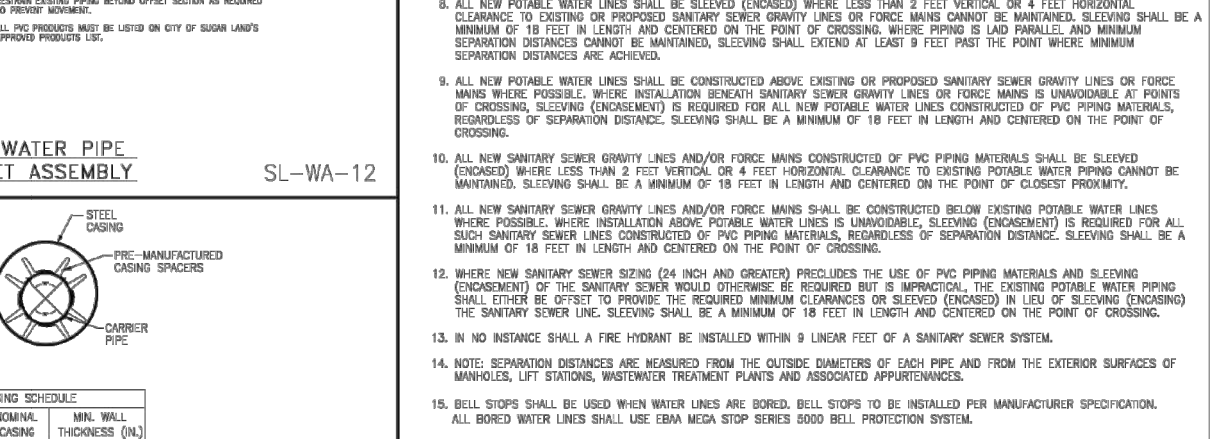 RESTRAIN EXISTING PIPING BEYOND OFFSET SECTION AS REQUIRED
TO PREVENT MOVEMENT.
ALL PVC PRODUCTS MUST BE LISTED ON CITY OF SUGAR LAND'S
APPROVED PRODUCTS LIST.
WATER PIPE
ET ASSEMBLY
SL-WA-12
STEEL
CASING
PRE-MANUFACTURED
CASING SPACERS
CARRIER
PIPE
ING SCHEDULE
NOMINAL
CASING
MIN. WALL
THICKNESS (IN.)
8. ALL NEW POTABLE WATER LINES SHALL BE SLEEVED (ENCASED) WHERE LESS THAN 2 FEET VERTICAL OR 4 FEET HORIZONTAL
CLEARANCE TO EXISTING OR PROPOSED SANITARY SEWER GRAVITY LINES OR FORCE MAINS CANNOT BE MAINTAINED. SLEEVING SHALL BE A
MINIMUM OF 18 FEET IN LENGTH AND CENTERED ON THE POINT OF CROSSING. WHERE PIPING IS LAID PARALLEL AND MINIMUM
SEPARATION DISTANCES CANNOT BE MAINTAINED, SLEEVING SHALL EXTEND AT LEAST 9 FEET PAST THE POINT WHERE MINIMUM
SEPARATION DISTANCES ARE ACHIEVED.
9. ALL NEW POTABLE WATER LINES SHALL BE CONSTRUCTED ABOVE EXISTING OR PROPOSED SANITARY SEWER GRAVITY LINES OR FORCE
MAINS WHERE POSSIBLE. WHERE INSTALLATION BENEATH SANITARY SEWER GRAVITY LINES OR FORCE MAINS IS UNAVOIDABLE AT POINTS
OF CROSSING, SLEEVING (ENCASEMENT) IS REQUIRED FOR ALL NEW POTABLE WATER LINES CONSTRUCTED OF PVC PIPING MATERIALS,
REGARDLESS OF SEPARATION DISTANCE. SLEEVING SHALL BE A MINIMUM OF 18 FEET IN LENGTH AND CENTERED ON THE POINT OF
CROSSING.
10. ALL NEW SANITARY SEWER GRAVITY LINES AND/OR FORCE MAINS CONSTRUCTED OF PVC PIPING MATERIALS SHALL BE SLEEVED
(ENCASED) WHERE LESS THAN 2 FEET VERTICAL OR 4 FEET HORIZONTAL CLEARANCE TO EXISTING POTABLE WATER PIPING CANNOT BE
MAINTAINED. SLEEVING SHALL BE A MINIMUM OF 18 FEET IN LENGTH AND CENTERED ON THE POINT OF CLOSEST PROXIMITY.
11. ALL NEW SANITARY SEWER GRAVITY LINES AND/OR FORCE MAINS SHALL BE CONSTRUCTED BELOW EXISTING POTABLE WATER LINES
WHERE POSSIBLE. WHERE INSTALLATION ABOVE POTABLE WATER LINES IS UNAVOIDABLE, SLEEVING (ENCASEMENT) IS REQUIRED FOR ALL
SUCH SANITARY SEWER LINES CONSTRUCTED OF PVC PIPING MATERIALS, REGARDLESS OF SEPARATION DISTANCE. SLEEVING SHALL BE A
MINIMUM OF 18 FEET IN LENGTH AND CENTERED ON THE POINT OF CROSSING.
12. WHERE NEW SANITARY SEWER SIZING (24 INCH AND GREATER) PRECLUDES THE USE OF PVC PIPING MATERIALS AND SLEEVING
(ENCASEMENT) OF THE SANITARY SEWER WOULD OTHERWISE BE REQUIRED BUT IS IMPRACTICAL, THE EXISTING POTABLE WATER PIPING
SHALL EITHER BE OFFSET TO PROVIDE THE REQUIRED MINIMUM CLEARANCES OR SLEEVED (ENCASED) IN LIEU OF SLEEVING (ENCASING)
THE SANITARY SEWER LINE. SLEEVING SHALL BE A MINIMUM OF 18 FEET IN LENGTH AND CENTERED ON THE POINT OF CROSSING.
13. IN NO INSTANCE SHALL A FIRE HYDRANT BE INSTALLED WITHIN 9 LINEAR FEET OF A SANITARY SEWER SYSTEM.
14. NOTE: SEPARATION DISTANCES ARE MEASURED FROM THE OUTSIDE DIAMETERS OF EACH PIPE AND FROM THE EXTERIOR SURFACES OF
MANHOLES, LIFT STATIONS, WASTEWATER TREATMENT PLANTS AND ASSOCIATED APPURTENANCES.
15. BELL STOPS SHALL BE USED WHEN WATER LINES ARE BORED. BELL STOPS TO BE INSTALLED PER MANUFACTURER SPECIFICATION.
ALL BORED WATER LINES SHALL USE EBAA MEGA STOP SERIES 5000 BELL PROTECTION SYSTEM.